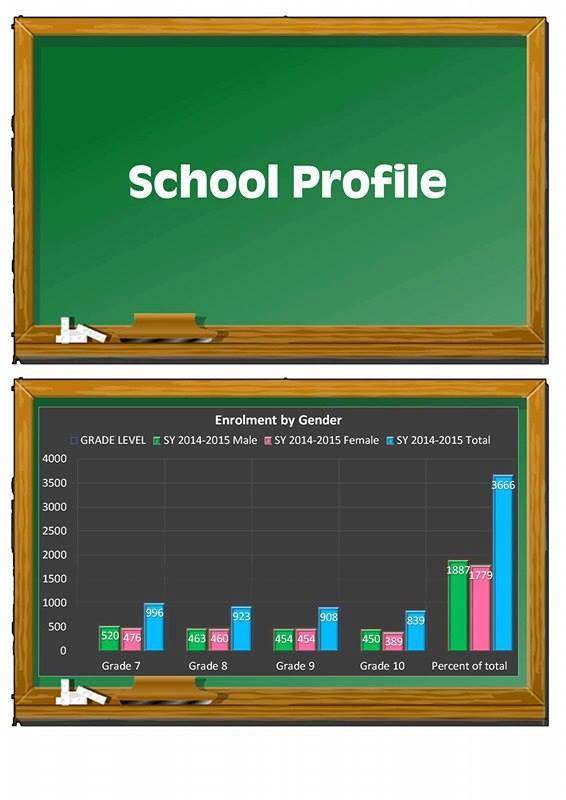 School Profile
Enrolment by Gender
GRADE LEVEL SY 2014-2015 Male SY 2014-2015 Female SY 2014-2015 Total
4000
3500
3000
2500
2000
1500
1000
500
0
520 476 996
463 460 923
454 454 908
450 389 839
1887 1779 3666
Grade 7 Grade 8 Grade 9 Grade 10 Percent of total